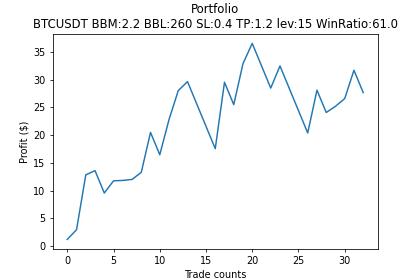 Portfolio
BTCUSDT BBM:2.2 BBL:260 SL:0.4 TP:1.2 lev:15 WinRatio:61.0
35
30
25
20
15
10
5
0
Profit ($)
0 5 10 15 20 25 30
Trade counts